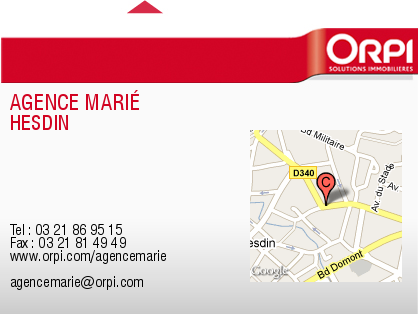 ORPI
SOLUTIONS IMMOBILIÈRES
AGENCE MARIÉ
HESDIN
Bd Militaire
D340
C
Av. du Stade
esdin
Bd Domont
Google
Tel : 03 21 86 95 15
Fax : 03 21 81 49 49
www.orpi.com/agencemarie
agencemarie@orpi.com